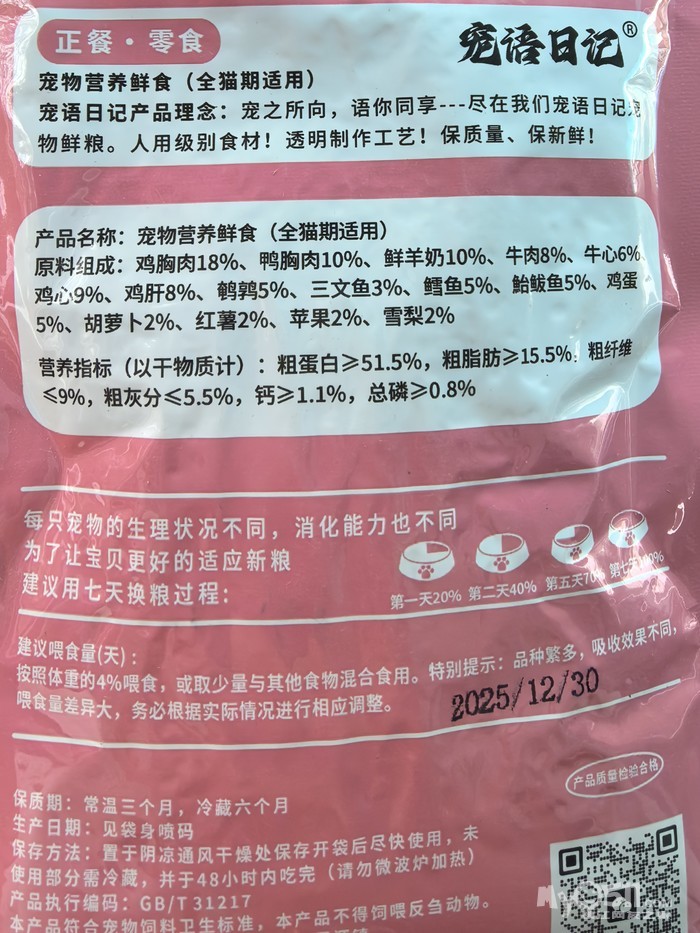 正餐·零食
宠语日记®
宠物营养鲜食（全猫期适用）
宠语日记产品理念：宠之所向，语你同享---尽在我们宠语日记宠
物鲜粮。人用级别食材！透明制作工艺！保质量、保新鲜！
产品名称：宠物营养鲜食（全猫期适用）
原料组成：鸡胸肉18%、鸭胸肉10%、鲜羊奶10%、牛肉8%、牛心6%、
鸡心9%、鸡肝8%、鹌鹑5%、三文鱼3%、鳕鱼5%、鲐鲅鱼5%、鸡蛋
5%、胡萝卜2%、红薯2%、苹果2%、雪梨2%
营养指标（以干物质计）：粗蛋白≥51.5%，粗脂肪≥15.5%，粗纤维
≤9%，粗灰分≤5.5%，钙≥1.1%，总磷≥0.8%
每只宠物的生理状况不同，消化能力也不同
为了让宝贝更好的适应新粮
建议用七天换粮过程：
第一天20% 第二天40% 第五天70% 第七天100%
建议喂食量(天)：
按照体重的4%喂食，或取少量与其他食物混合食用。特别提示：品种繁多，吸收效果不同，
喂食量差异大，务必根据实际情况进行相应调整。
2025/12/30
产品质量检验合格
保质期：常温三个月，冷藏六个月
生产日期：见袋身喷码
保存方法：置于阴凉通风干燥处保存开袋后尽快使用，未
使用部分需冷藏，并于48小时内吃完（请勿微波炉加热）
产品执行编码：GB/T31217
本产品符合宠物饲料卫生标准，本产品不得饲喂反刍动物。